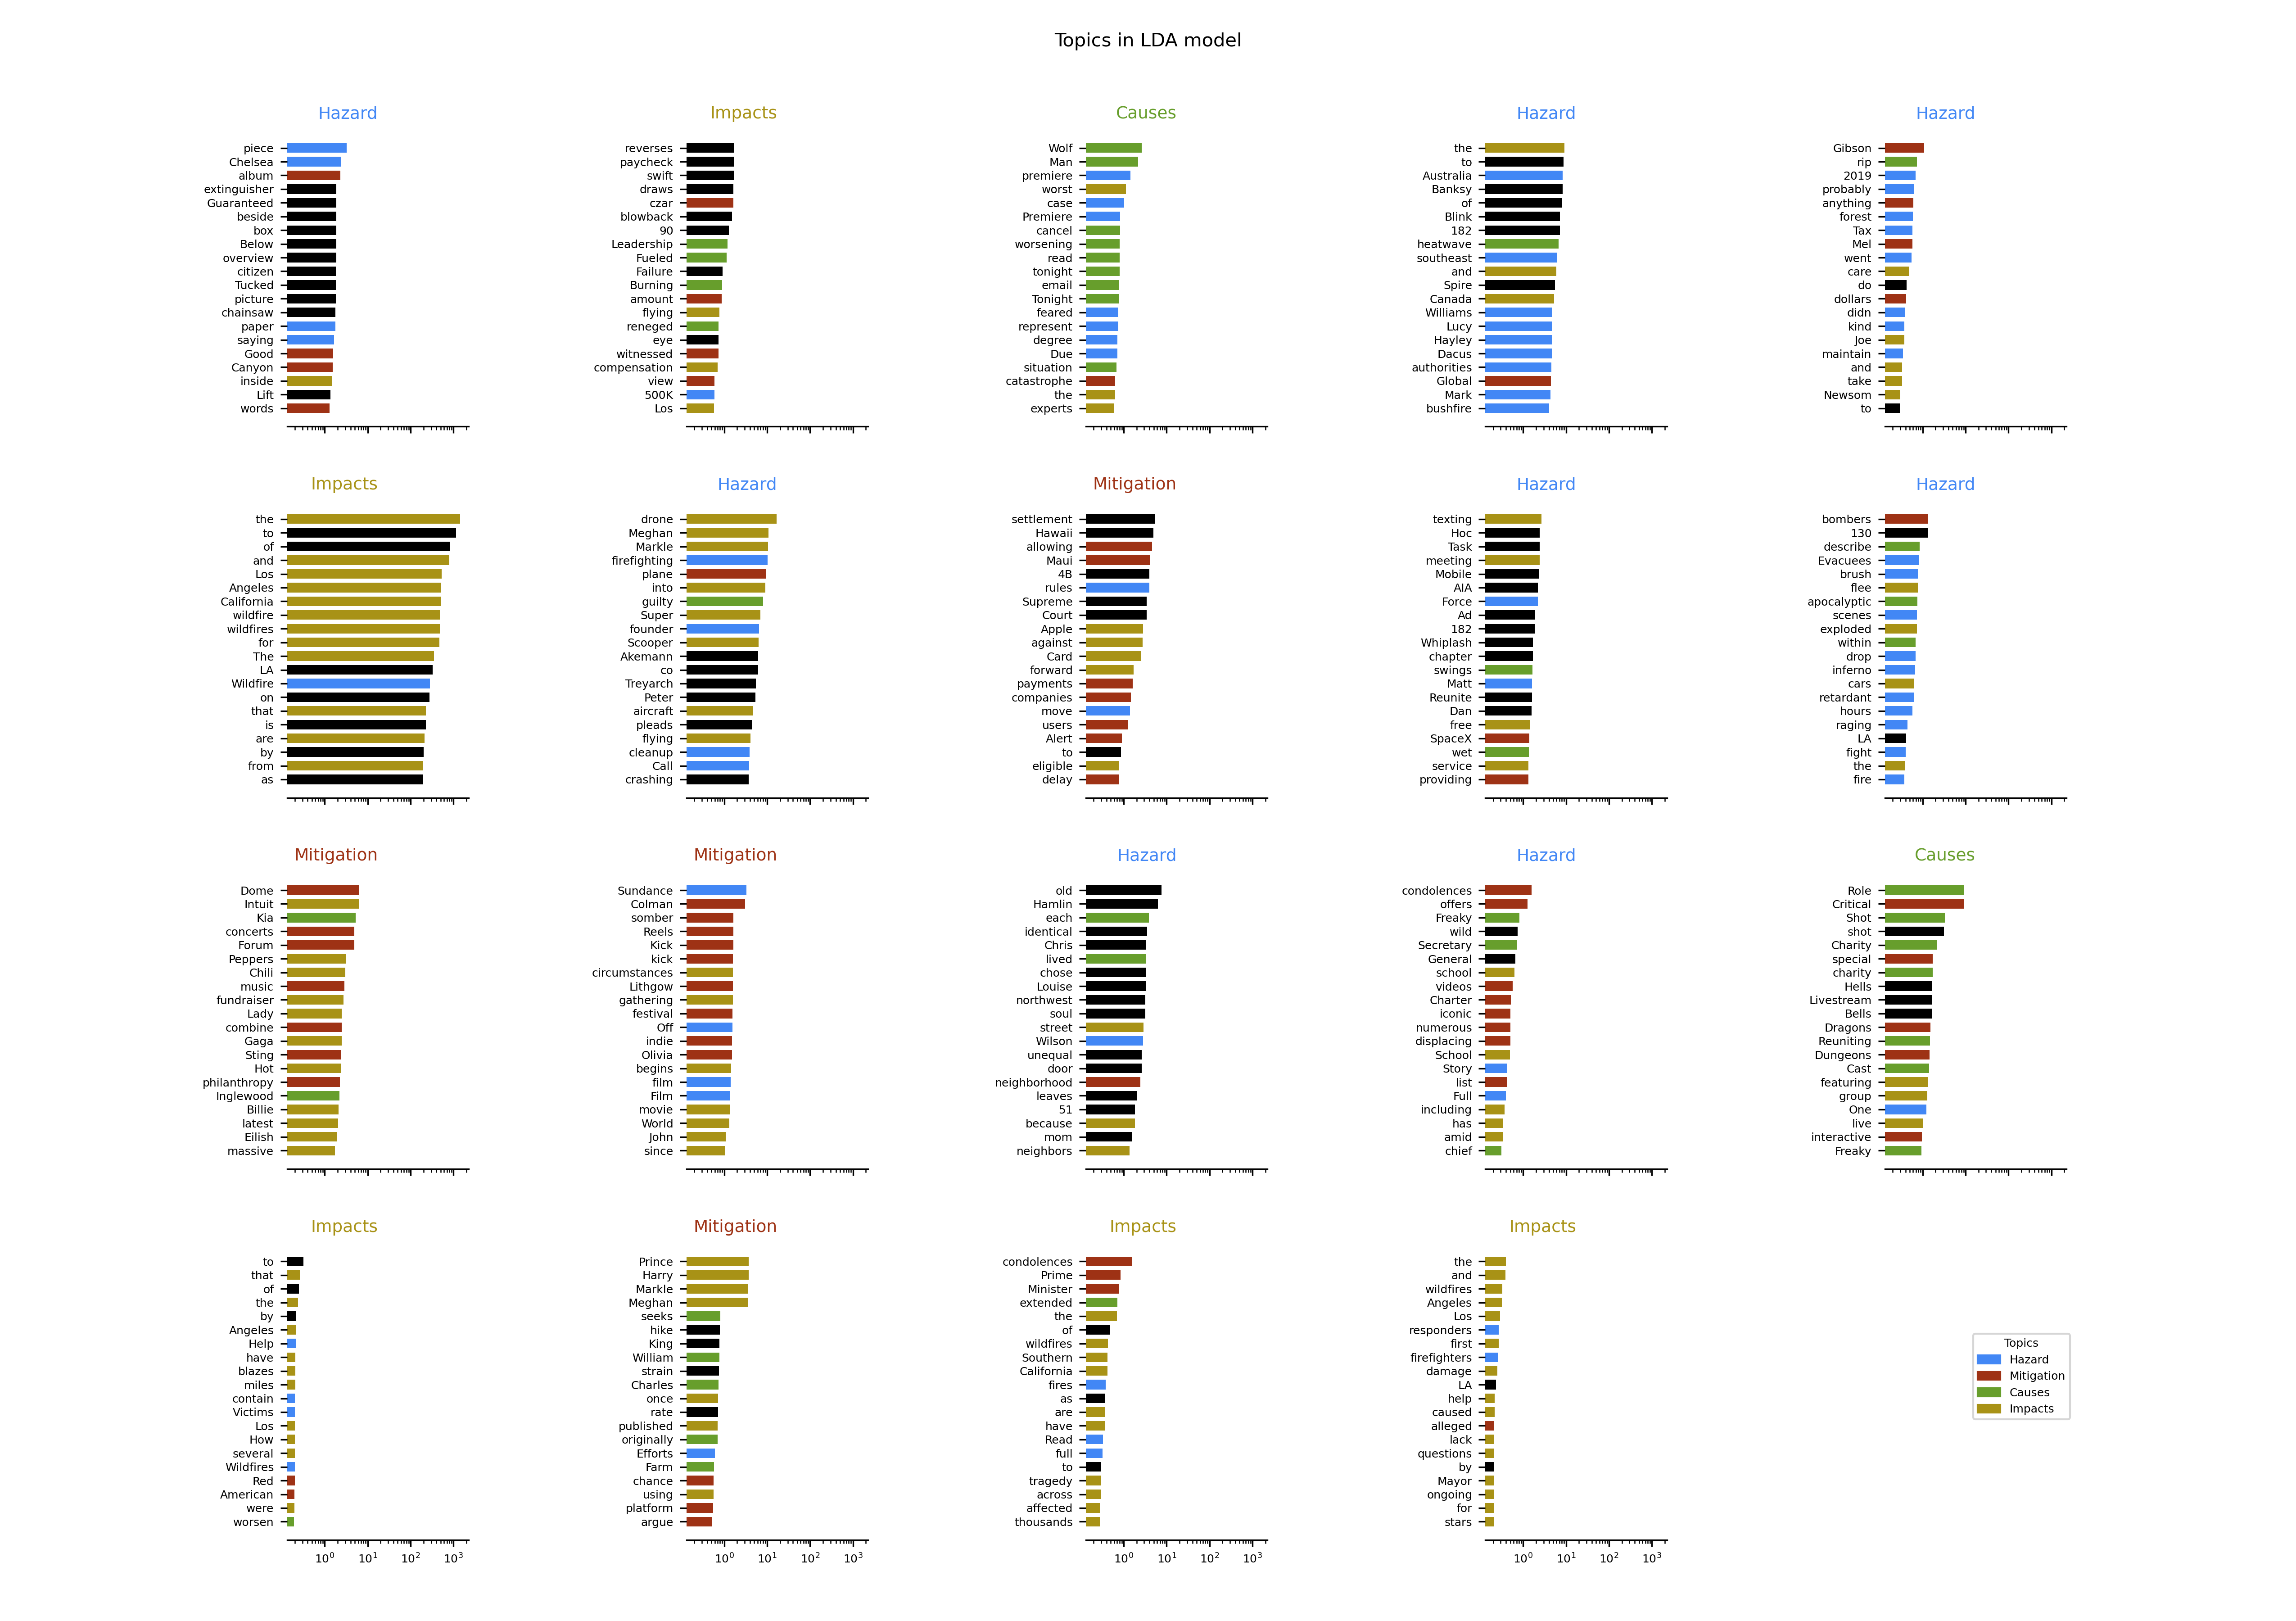 Topics in LDA model
Hazard
piece
Chelsea
album
extinguisher
Guaranteed
beside
box
Below
overview
citizen
Tucked
picture
chainsaw
paper
saying
Good
Canyon
inside
Lift
words
Impacts
reverses
paycheck
swift
draws
czar
blowback
90
Leadership
Fueled
Failure
Burning
amount
flying
reneged
eye
witnessed
compensation
view
500K
Los
Causes
Wolf
Man
premiere
worst
case
Premiere
cancel
worsening
read
tonight
email
Tonight
feared
represent
degree
Due
situation
catastrophe
the
experts
Hazard
the
to
Australia
Banksy
of
Blink
182
heatwave
southeast
and
Spire
Canada
Williams
Lucy
Hayley
Dacus
authorities
Global
Mark
bushfire
Hazard
Gibson
rip
2019
probably
anything
forest
Tax
Mel
went
care
do
dollars
didn
kind
Joe
maintain
and
take
Newsom
to
Impacts
the
to
of
and
Los
Angeles
California
wildfire
wildfires
for
The
LA
Wildfire
on
that
is
are
by
from
as
Hazard
drone
Meghan
Markle
firefighting
plane
into
guilty
Super
founder
Scooper
Akemann
co
Treyarch
Peter
aircraft
pleads
flying
cleanup
Call
crashing
Mitigation
settlement
Hawaii
allowing
Maui
4B
rules
Supreme
Court
Apple
against
Card
forward
payments
companies
move
users
Alert
to
eligible
delay
Hazard
texting
Hoc
Task
meeting
Mobile
AIA
Force
Ad
182
Whiplash
chapter
swings
Matt
Reunite
Dan
free
SpaceX
wet
service
providing
Hazard
bombers
130
describe
Evacuees
brush
flee
apocalyptic
scenes
exploded
within
drop
inferno
cars
retardant
hours
raging
LA
fight
the
fire
Mitigation
Dome
Intuit
Kia
concerts
Forum
Peppers
Chili
music
fundraiser
Lady
combine
Gaga
Sting
Hot
philanthropy
Inglewood
Billie
latest
Eilish
massive
Mitigation
Sundance
Colman
somber
Reels
Kick
kick
circumstances
Lithgow
gathering
festival
Off
indie
Olivia
begins
film
Film
movie
World
John
since
Hazard
old
Hamlin
each
identical
Chris
lived
chose
Louise
northwest
soul
street
Wilson
unequal
door
neighborhood
leaves
51
because
mom
neighbors
Hazard
condolences
offers
Freaky
wild
Secretary
General
school
videos
Charter
iconic
numerous
displacing
School
Story
list
Full
including
has
amid
chief
Causes
Role
Critical
Shot
shot
Charity
special
charity
Hells
Livestream
Bells
Dragons
Reuniting
Dungeons
Cast
featuring
group
One
live
interactive
Freaky
Impacts
to
that
of
the
by
Angeles
Help
have
blazes
miles
contain
Victims
Los
How
several
Wildfires
Red
American
were
worsen
10⁰ 10¹ 10² 10³
Mitigation
Prince
Harry
Markle
Meghan
seeks
hike
King
William
strain
Charles
once
rate
published
originally
Efforts
Farm
chance
using
platform
argue
10⁰ 10¹ 10² 10³
Impacts
condolences
Prime
Minister
extended
the
of
wildfires
Southern
California
fires
as
are
have
Read
full
to
tragedy
across
affected
thousands
10⁰ 10¹ 10² 10³
Impacts
the
and
wildfires
Angeles
Los
responders
first
firefighters
damage
LA
help
caused
alleged
lack
questions
by
Mayor
ongoing
for
stars
10⁰ 10¹ 10² 10³
Topics
Hazard
Mitigation
Causes
Impacts